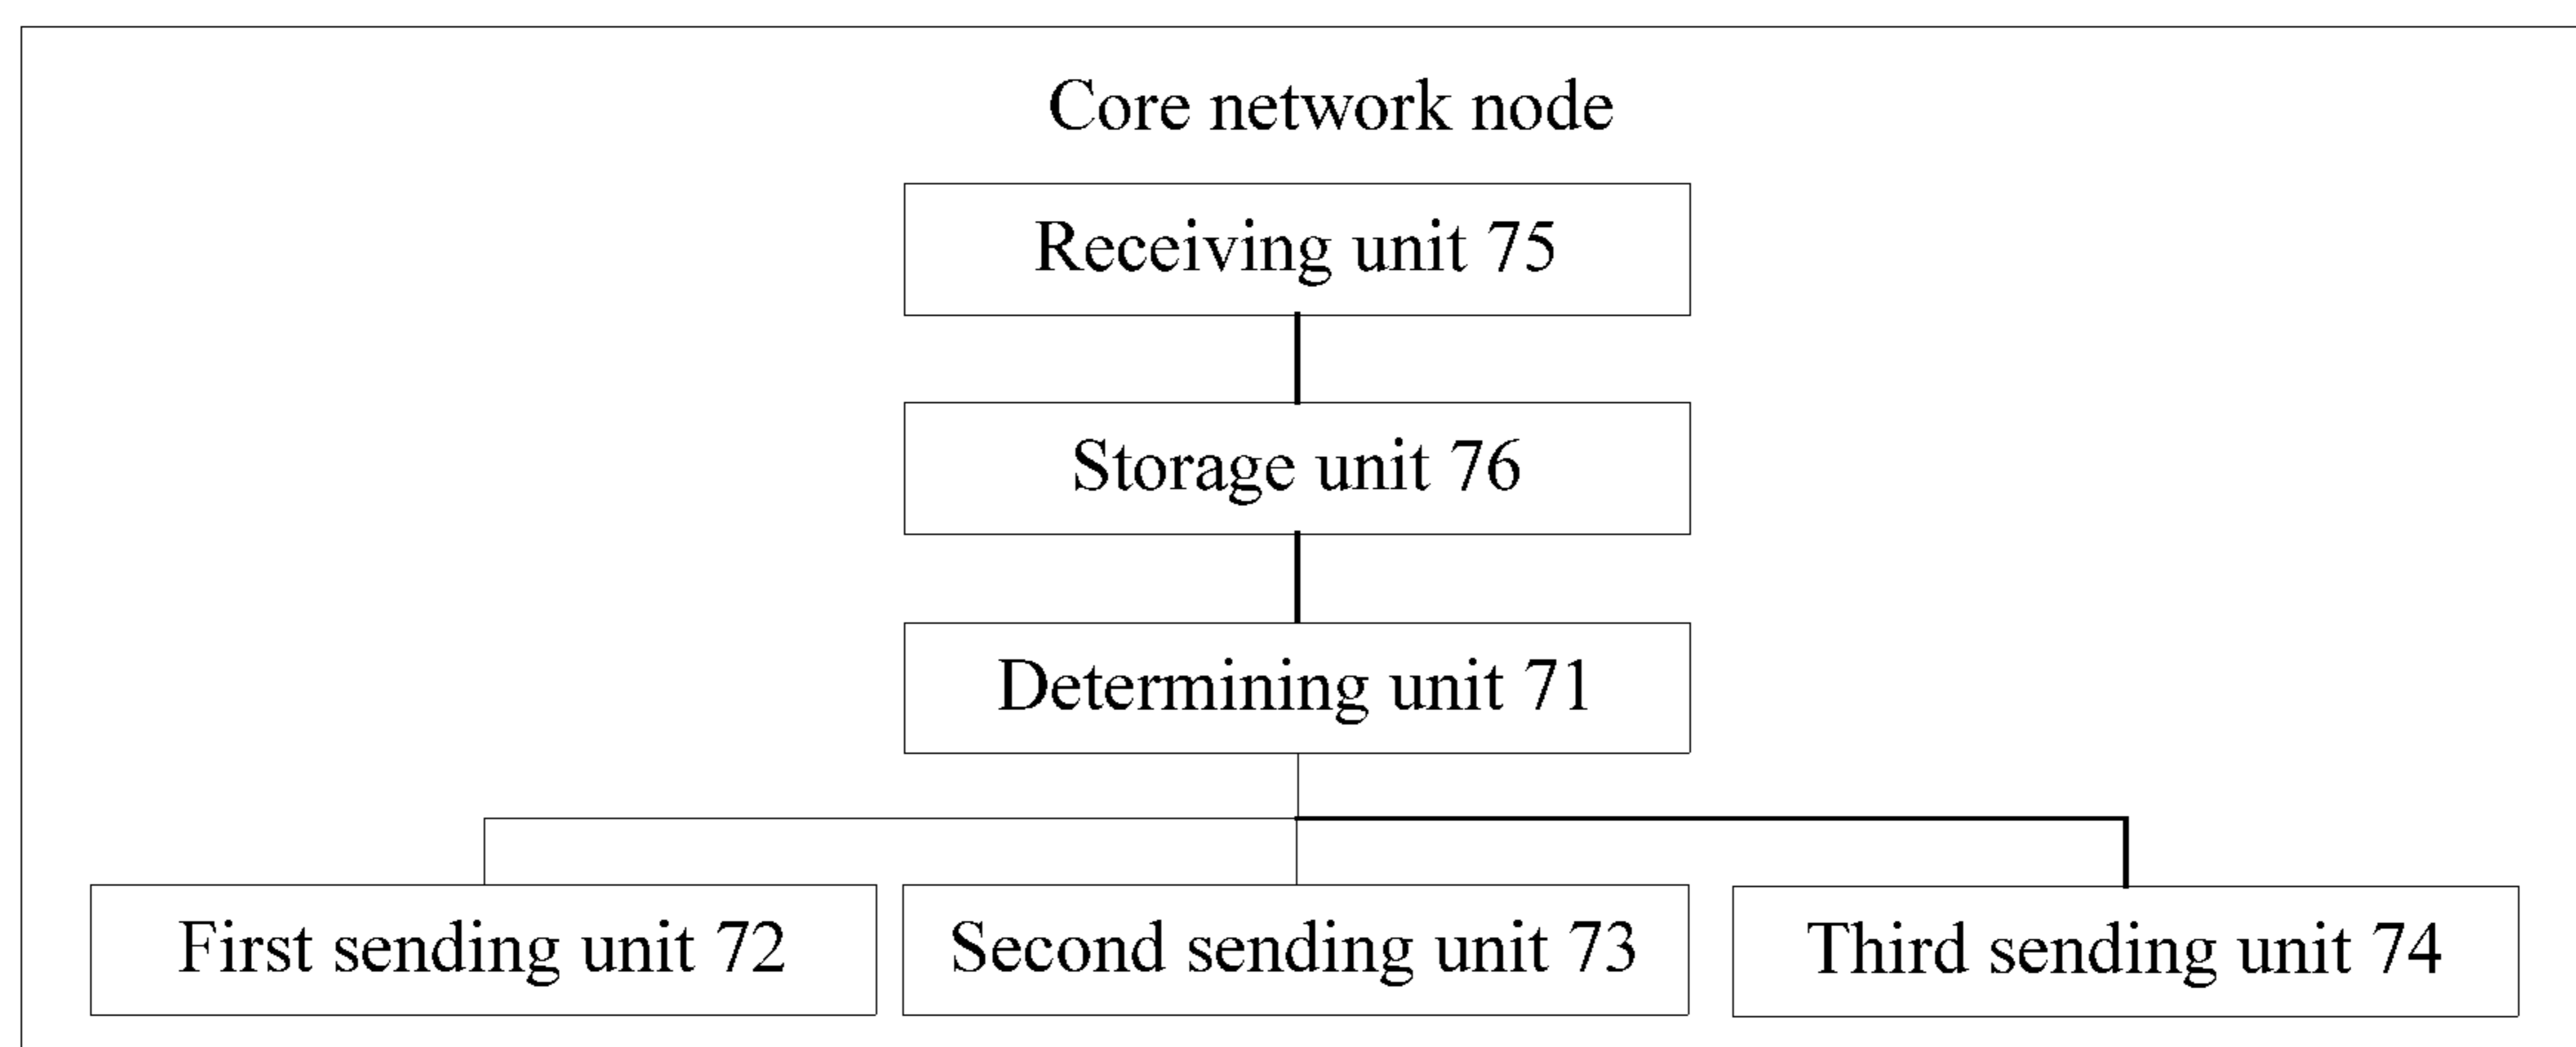 Core network node
Receiving unit 75
Storage unit 76
Determining unit 71
First sending unit 72
Second sending unit 73
Third sending unit 74